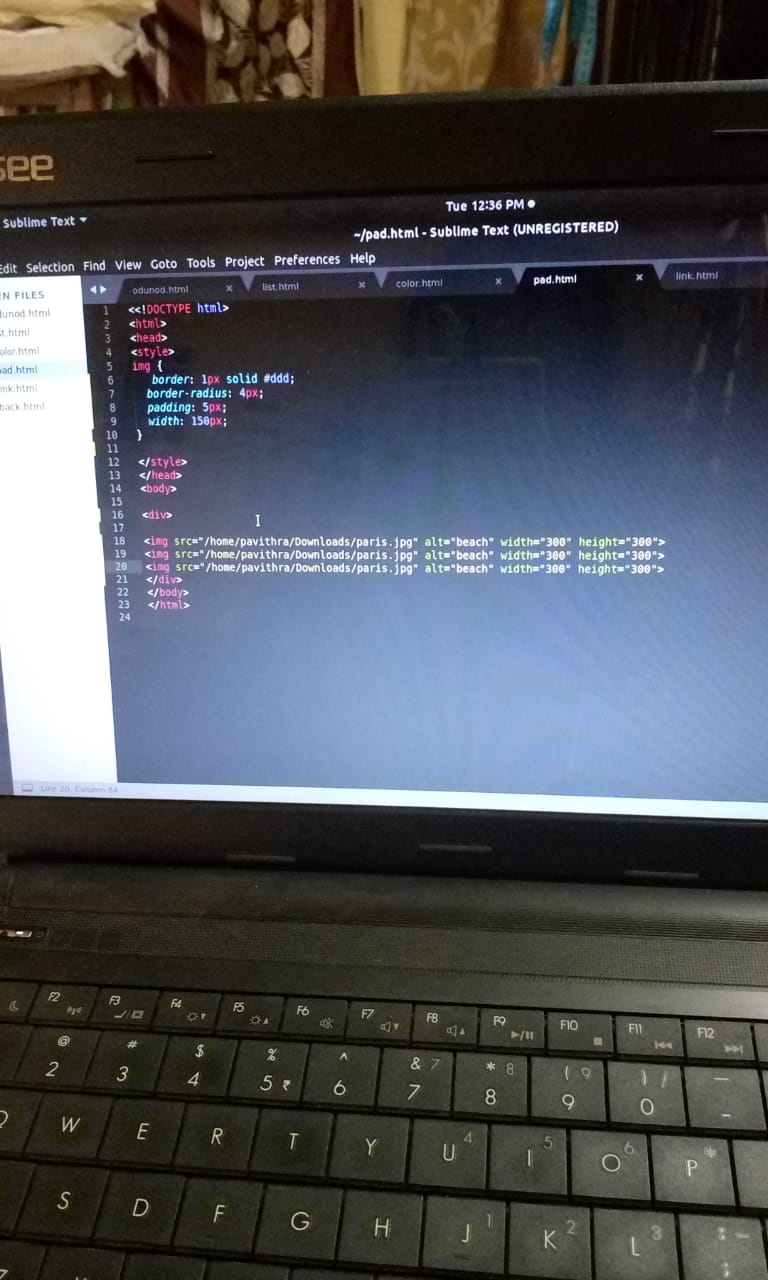 see
Sublime Text
Tue 12:36 PM
~/pad.html - Sublime Text (UNREGISTERED)
Edit Selection Find View Goto Tools Project Preferences Help
EN FILES
unod.html
st.html
olor.html
ad.html
ink.html
back.html
odunod.html
list.html
color.html
pad.html
link.html
1 <<!DOCTYPE html>
2 <html>
3 <head>
4 <style>
5 img {
6 border: 1px solid #ddd;
7 border-radius: 4px;
8 padding: 5px;
9 width: 150px;
10 }
11
12 </style>
13 </head>
14 <body>
15
16 <div>
17
18 <img src="/home/pavithra/Downloads/paris.jpg" alt="beach" width="300" height="300">
19 <img src="/home/pavithra/Downloads/paris.jpg" alt="beach" width="300" height="300">
20 <img src="/home/pavithra/Downloads/paris.jpg" alt="beach" width="300" height="300">
21 </div>
22 </body>
23 </html>
24
Line 20, Column 84
F2 F3 F4 F5 F6 F7 F8 F9 F10 F11 F12
@ # $ % ^ & 7 * 8 ( 9 ) / —
2 3 4 5 ₹ 6 7 8 9 0 -
W E R T Y U 4 I 5 O 6 P *
S D F G H J 1 K 2 L 3 : - ;